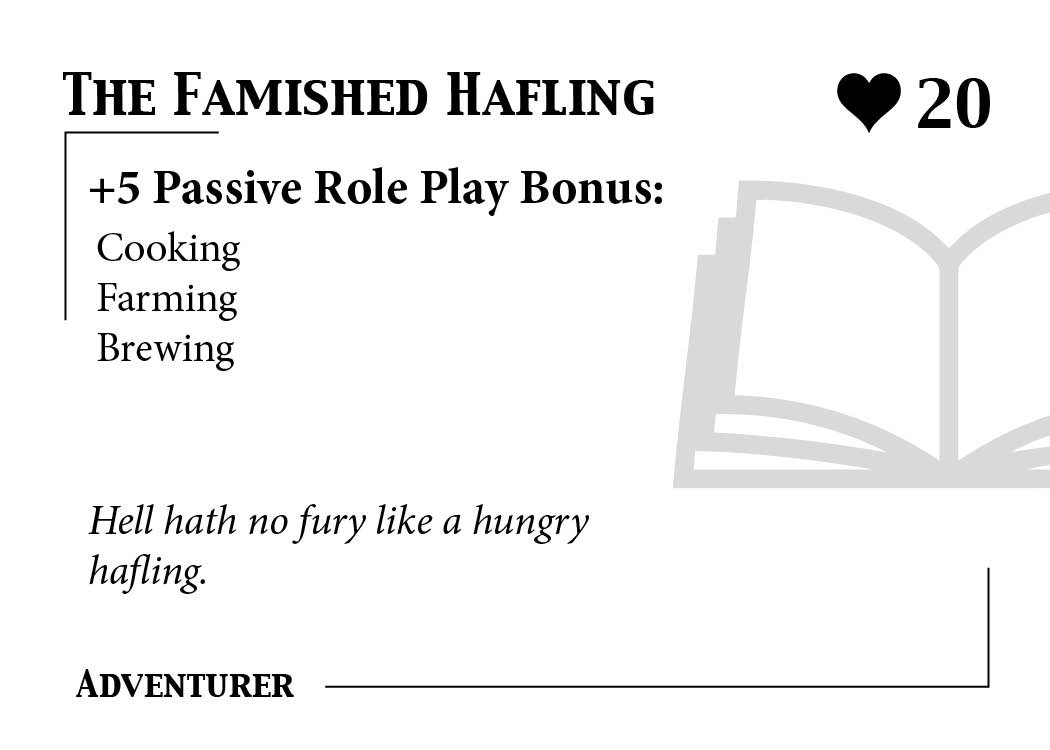 The Famished Hafling
20
+5 Passive Role Play Bonus:
Cooking
Farming
Brewing
Hell hath no fury like a hungry
hafling.
Adventurer